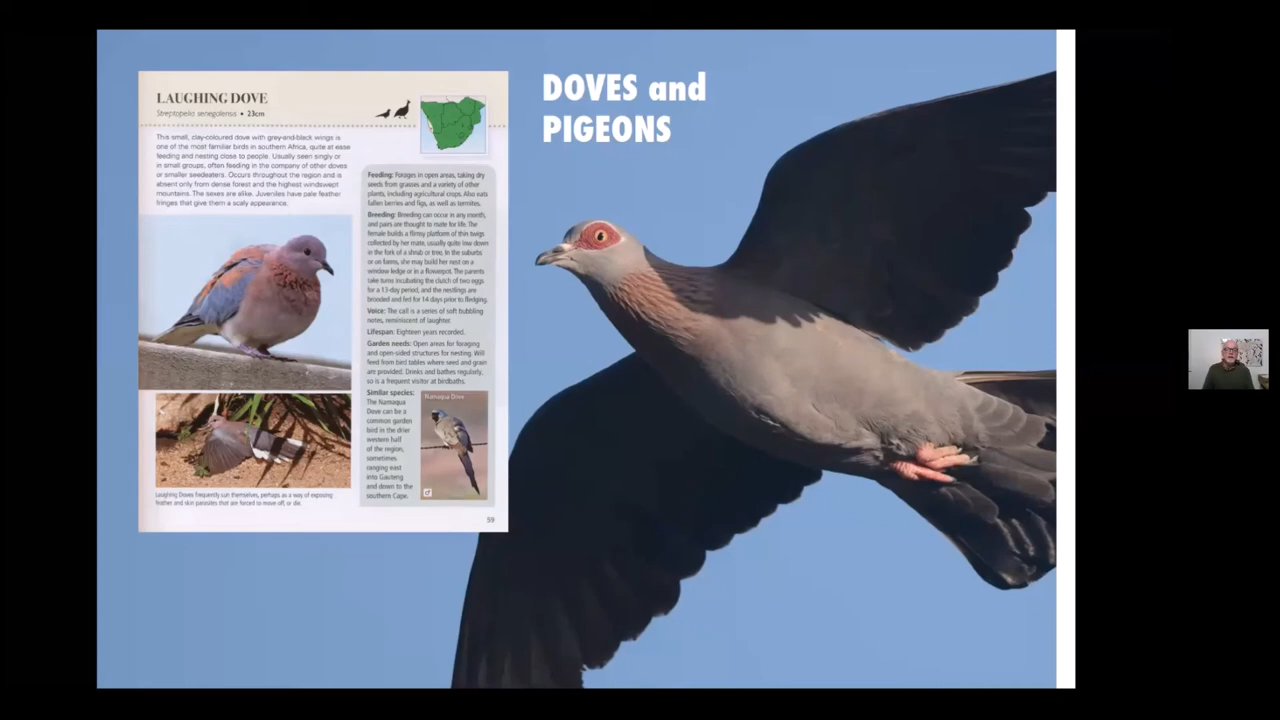 LAUGHING DOVE
Streptopelia senegalensis • 23cm
This small, clay-coloured dove with grey-and-black wings is
one of the most familiar birds in southern Africa, quite at ease
feeding and nesting close to people. Usually seen singly or
in small groups, often feeding in the company of other doves
or smaller seedeaters. Occurs throughout the region and is
absent only from dense forest and the highest windswept
mountains. The sexes are alike. Juveniles have pale feather
fringes that give them a scaly appearance.
Laughing Doves frequently sun themselves, perhaps as a way of exposing
feather and skin parasites that are forced to move off, or die.
Feeding: Forages in open areas, taking dry
seeds from grasses and a variety of other
plants, including agricultural crops. Also eats
fallen berries and figs, as well as termites.
Breeding: Breeding can occur in any month,
and pairs are thought to mate for life. The
female builds a flimsy platform of thin twigs
collected by her mate, usually quite low down
in the fork of a shrub or tree. In the suburbs
or on farms, she may build her nest on a
window ledge or in a flowerpot. The parents
take turns incubating the clutch of two eggs
for a 13-day period, and the nestlings are
brooded and fed for 14 days prior to fledging.
Voice: The call is a series of soft bubbling
notes, reminiscent of laughter.
Lifespan: Eighteen years recorded.
Garden needs: Open areas for foraging
and open-sided structures for nesting. Will
feed from bird tables where seed and grain
are provided. Drinks and bathes regularly,
so is a frequent visitor at birdbaths.
Similar species:
The Namaqua
Dove can be a
common garden
bird in the drier
western half
of the region,
sometimes
ranging east
into Gauteng
and down to the
southern Cape.
Namaqua Dove
♂
59
DOVES and
PIGEONS